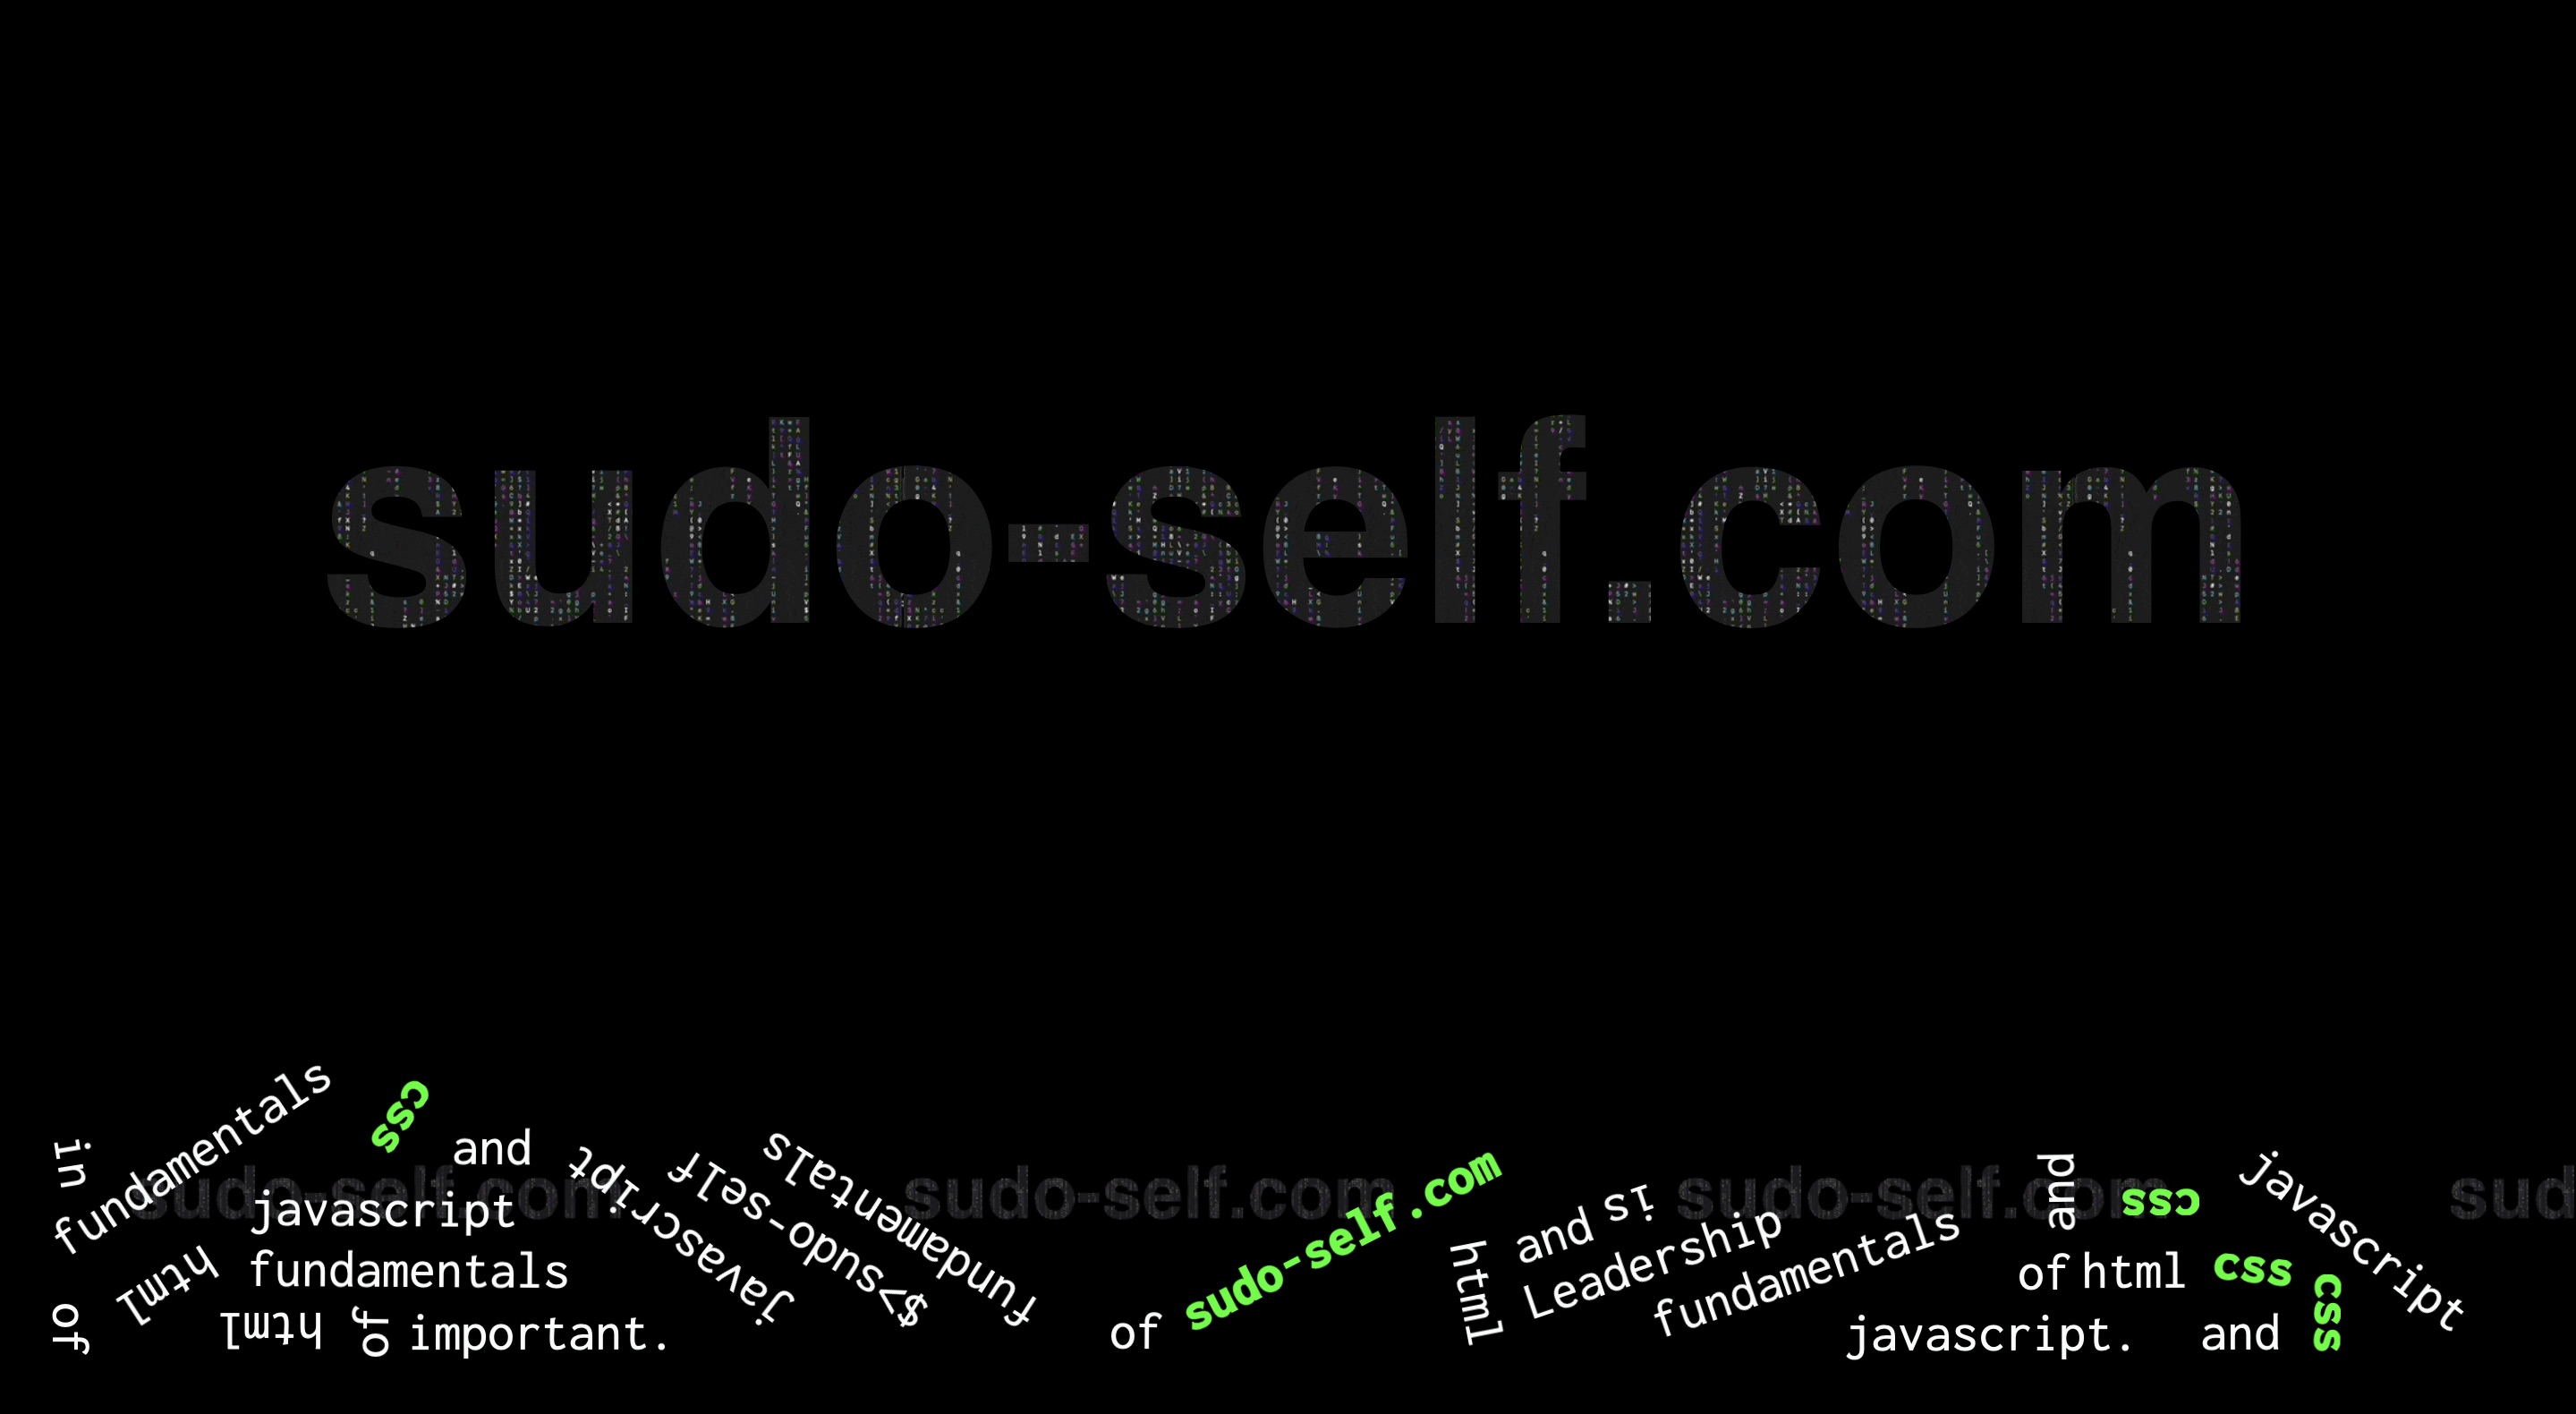 sudo-self.com
fundamentals
css
in
and
javascript
$>sudo-self
fundamentals
sudo-self.com
sudo-self.com
sudo-self.com
sud
javascript
html
fundamentals
html
of
of
important.
of
sudo-self.com
html
and
is
Leadership
fundamentals
and
css
javascript
of
html
css
css
javascript.
and